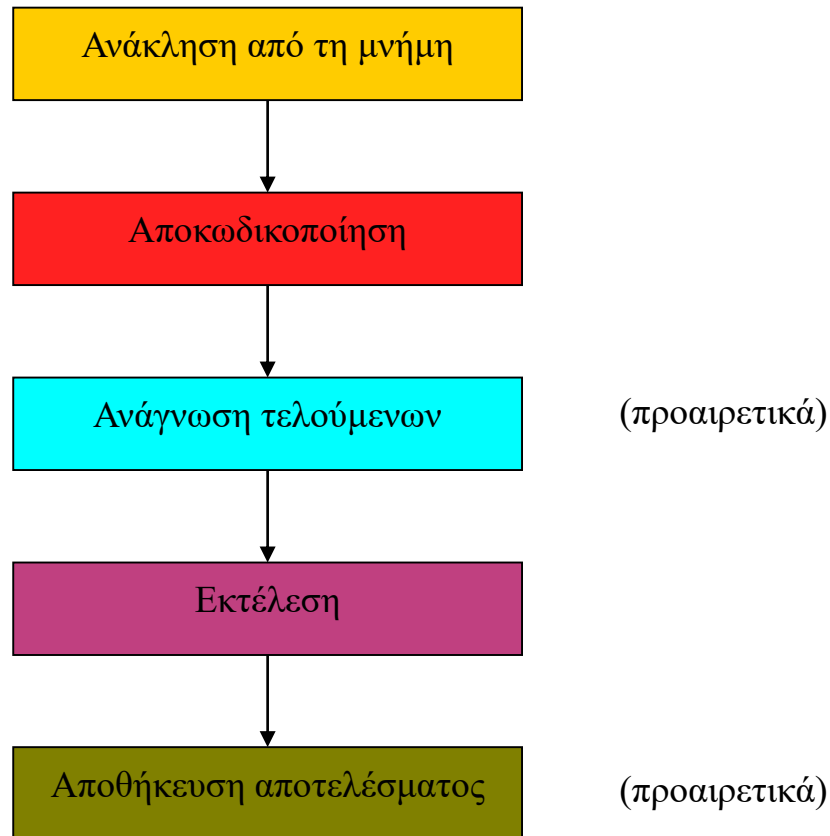 Ανάκληση από τη μνήμη
Αποκωδικοποίηση
Ανάγνωση τελούμενων (προαιρετικά)
Εκτέλεση
Αποθήκευση αποτελέσματος (προαιρετικά)